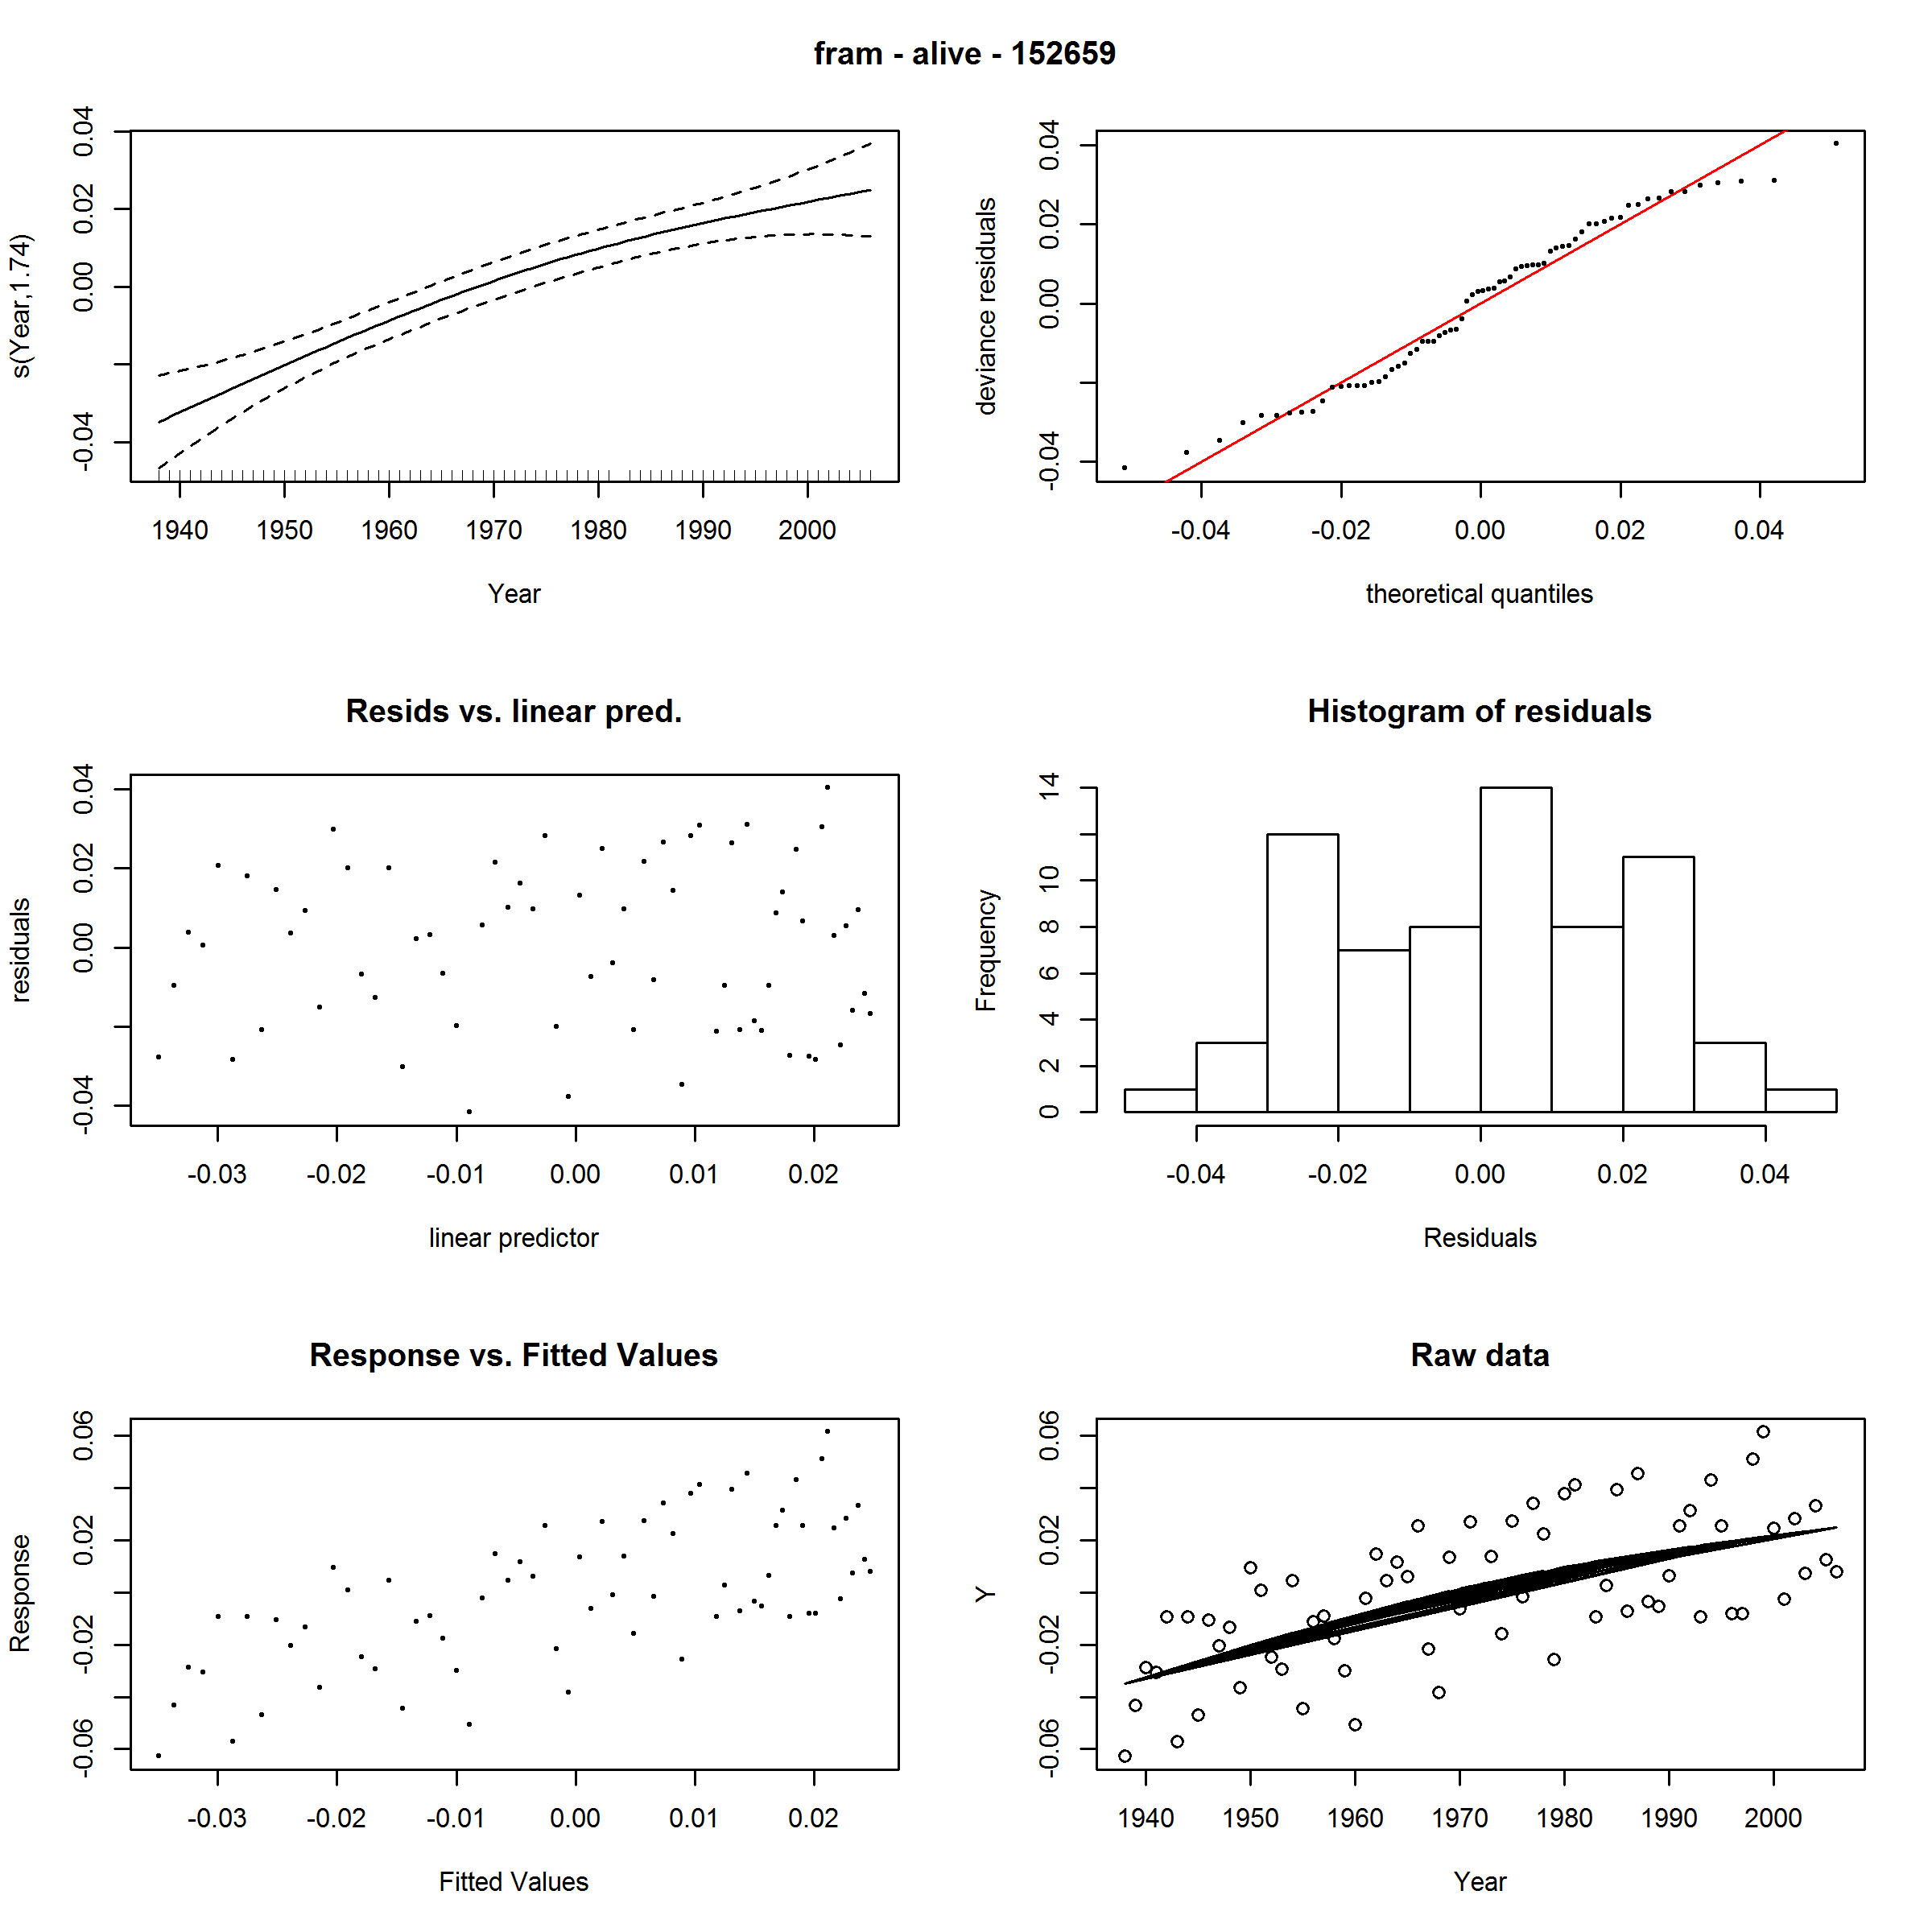 fram - alive - 152659
s(Year,1.74)
-0.04 0.00 0.02 0.04
1940 1950 1960 1970 1980 1990 2000
Year
deviance residuals
-0.04 0.00 0.02 0.04
-0.04 -0.02 0.00 0.02 0.04
theoretical quantiles
Resids vs. linear pred.
residuals
-0.04 0.00 0.02 0.04
-0.03 -0.02 -0.01 0.00 0.01 0.02
linear predictor
Histogram of residuals
Frequency
0 2 4 6 8 10 14
-0.04 -0.02 0.00 0.02 0.04
Residuals
Response vs. Fitted Values
Response
-0.06 -0.02 0.02 0.06
-0.03 -0.02 -0.01 0.00 0.01 0.02
Fitted Values
Raw data
Y
-0.06 -0.02 0.02 0.06
1940 1950 1960 1970 1980 1990 2000
Year